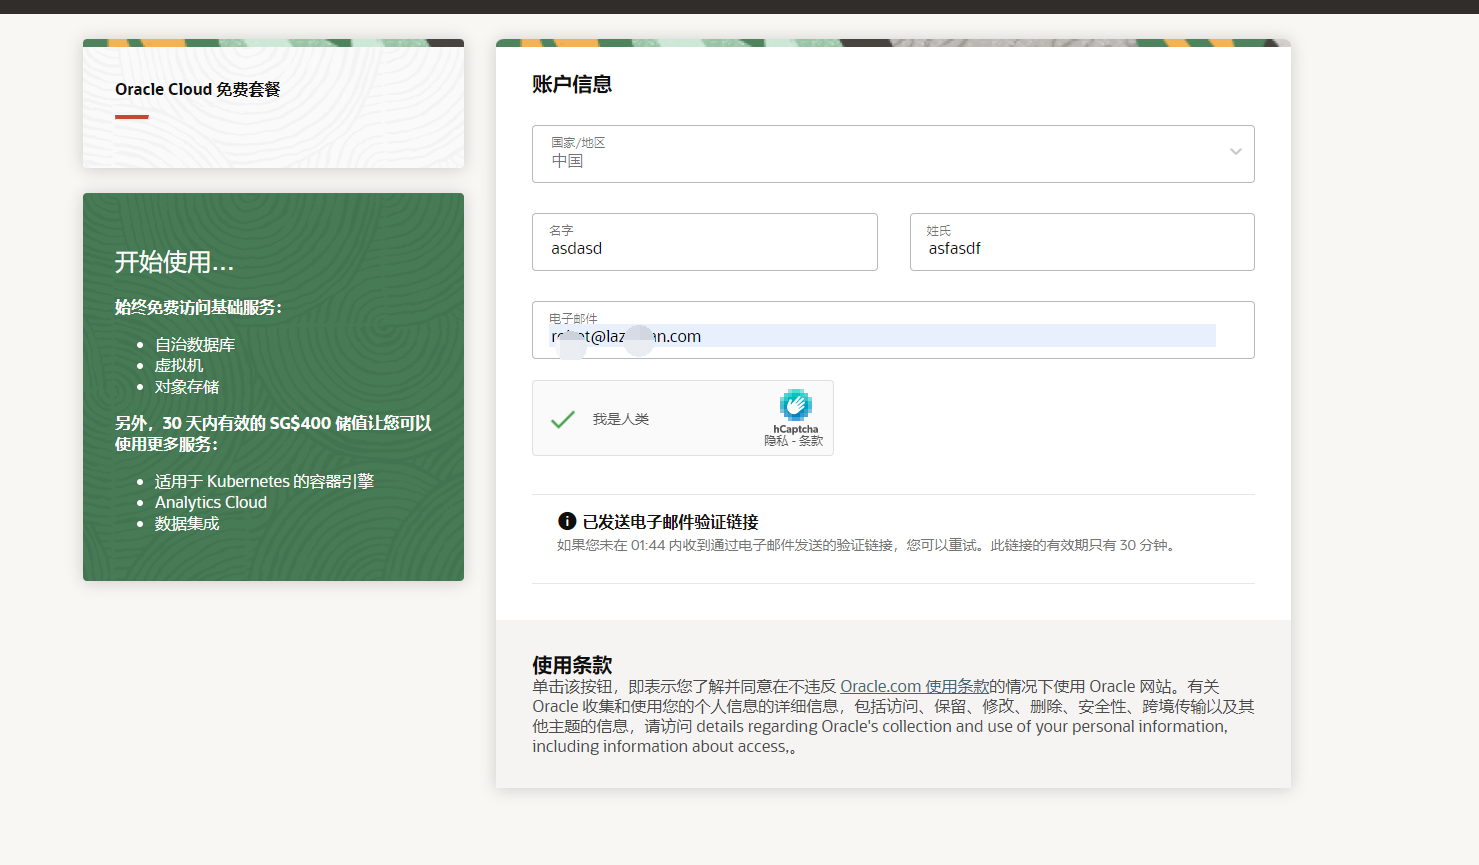 Oracle Cloud 免费套餐
开始使用...
始终免费访问基础服务：
自治数据库
虚拟机
对象存储
另外，30 天内有效的 SG$400 储值让您可以
使用更多服务：
适用于 Kubernetes 的容器引擎
Analytics Cloud
数据集成
账户信息
国家/地区
中国
名字
asdasd
姓氏
asfasdf
电子邮件
我是人类
hCaptcha
隐私 - 条款
已发送电子邮件验证链接
如果您未在 01:44 内收到通过电子邮件发送的验证链接，您可以重试。此链接的有效期只有 30 分钟。
使用条款
单击该按钮，即表示您了解并同意在不违反 Oracle.com 使用条款的情况下使用 Oracle 网站。有关
Oracle 收集和使用您的个人信息的详细信息，包括访问、保留、修改、删除、安全性、跨境传输以及其
他主题的信息，请访问 details regarding Oracle's collection and use of your personal information,
including information about access,。